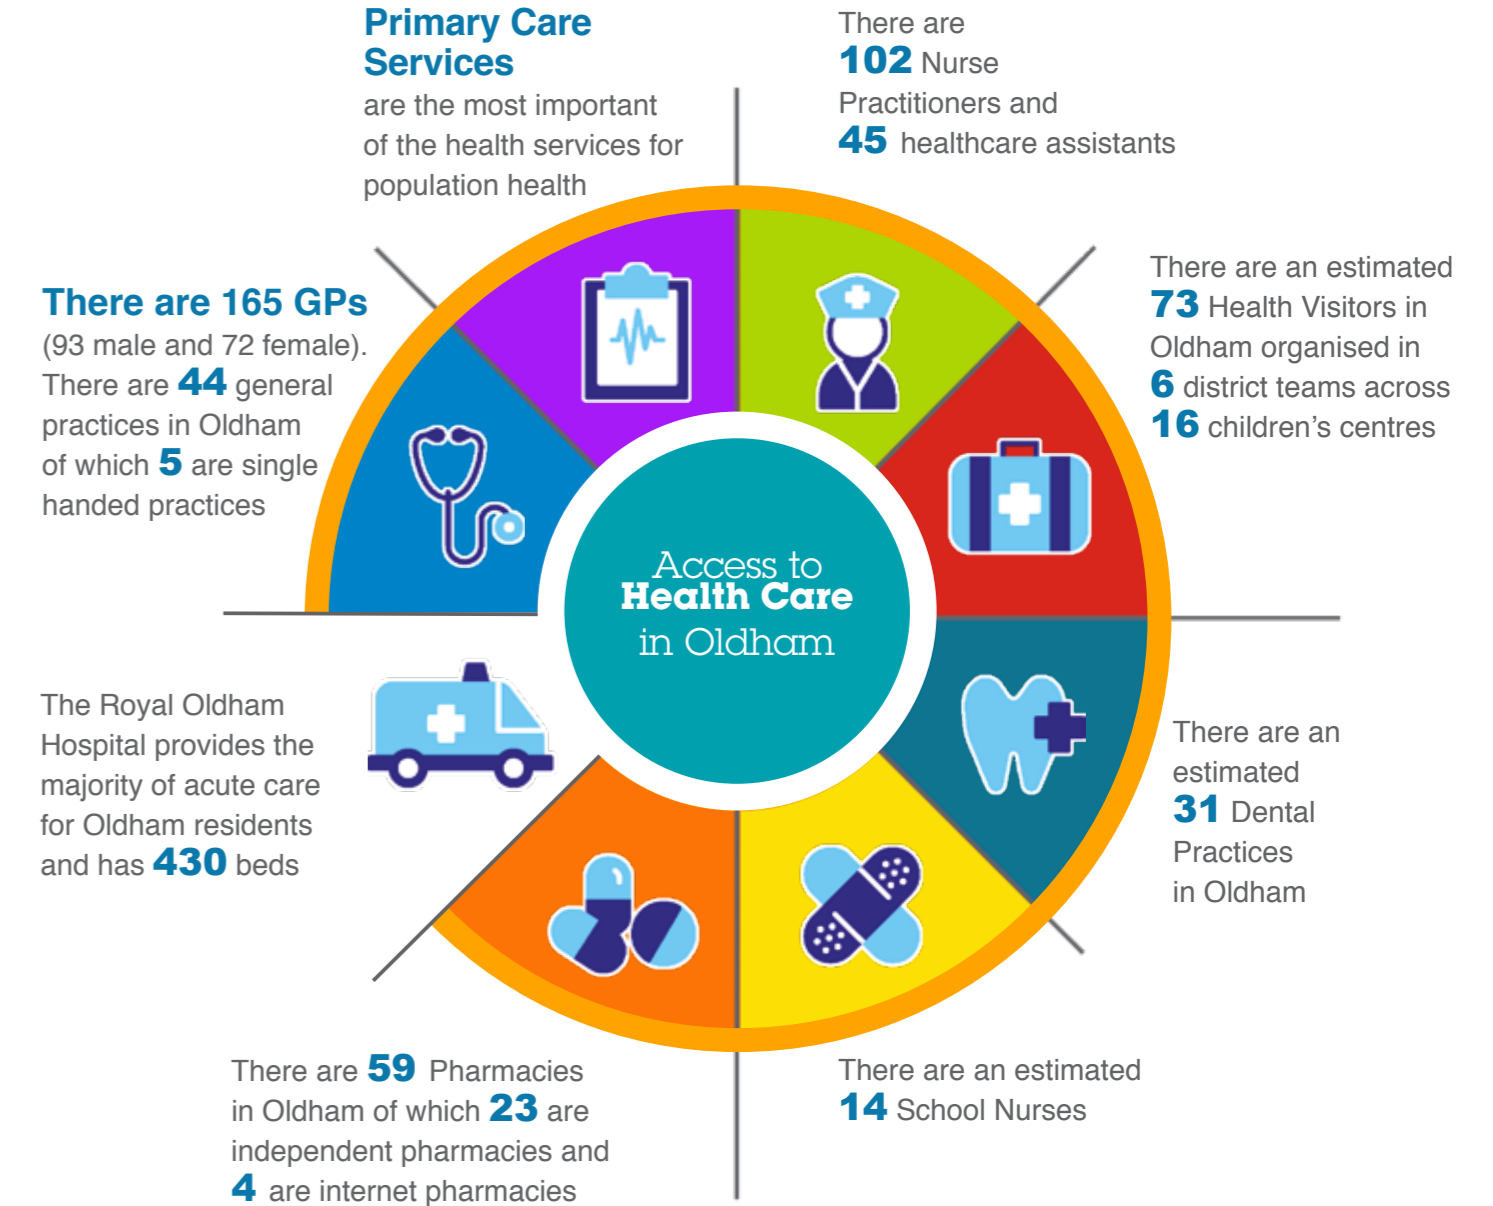 Primary Care
Services
are the most important
of the health services for
population health
There are
102 Nurse
Practitioners and
45 healthcare assistants
There are an estimated
73 Health Visitors in
Oldham organised in
6 district teams across
16 children's centres
There are 165 GPs
(93 male and 72 female).
There are 44 general
practices in Oldham
of which 5 are single
handed practices
Access to
Health Care
in Oldham
The Royal Oldham
Hospital provides the
majority of acute care
for Oldham residents
and has 430 beds
There are an
estimated
31 Dental
Practices
in Oldham
There are 59 Pharmacies
in Oldham of which 23 are
independent pharmacies and
4 are internet pharmacies
There are an estimated
14 School Nurses